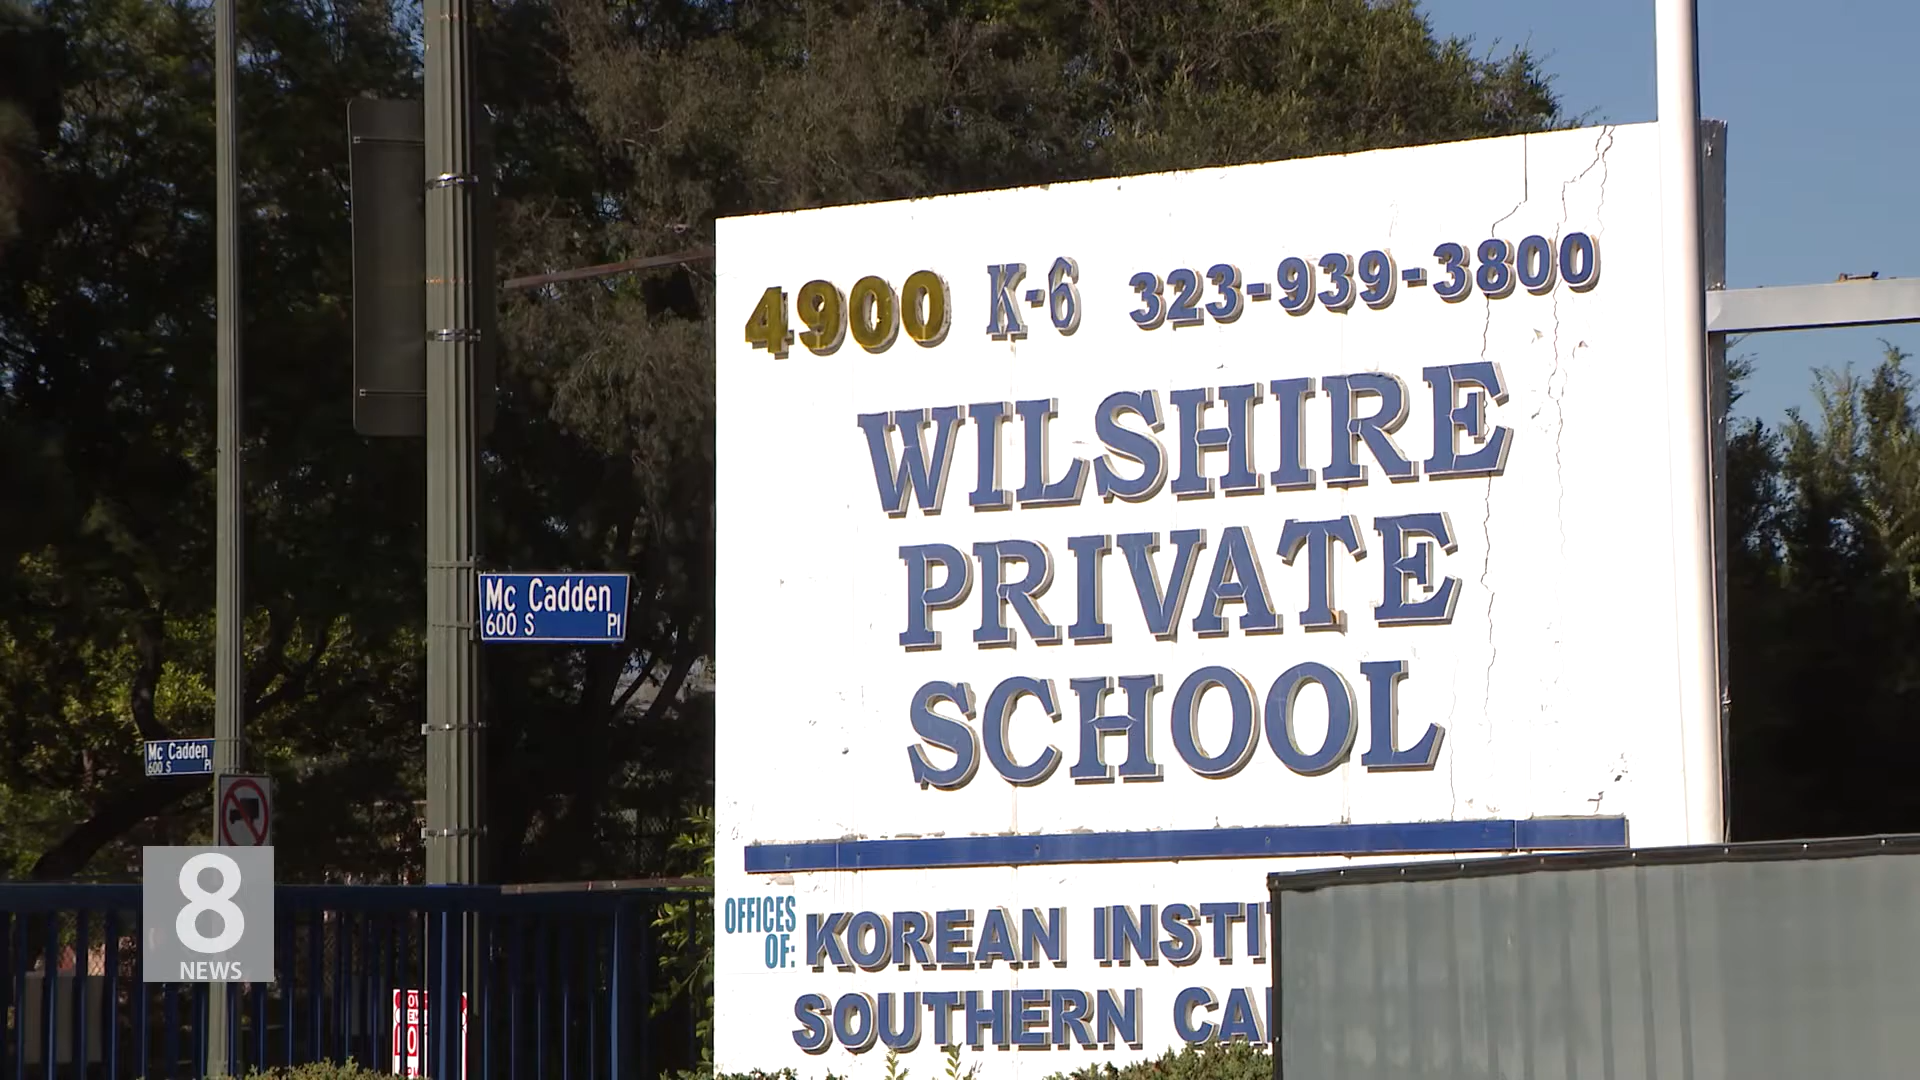 4900 K-6 323-939-3800
WILSHIRE
PRIVATE
SCHOOL
OFFICES
OF:
KOREAN INSTI
SOUTHERN CA
Mc Cadden
600 S Pl
Mc Cadden
600 S Pl
8
NEWS